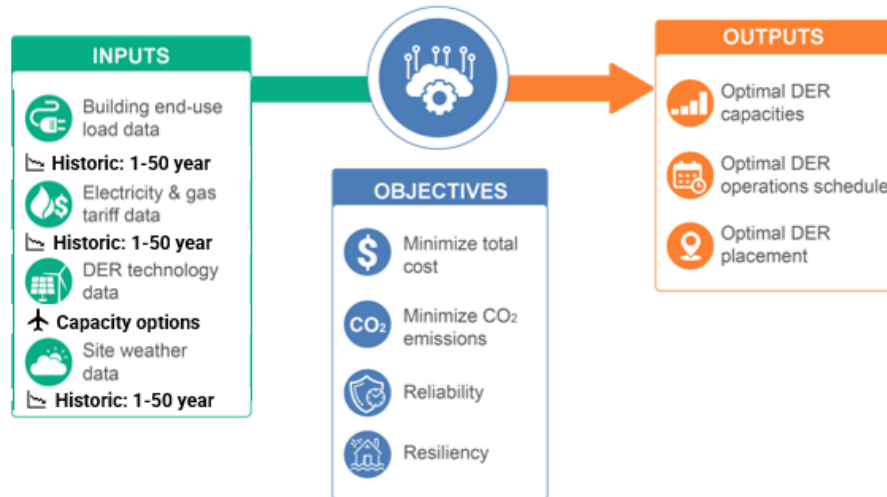 INPUTS
Building end-use
load data
Historic: 1-50 year
Electricity & gas
tariff data
Historic: 1-50 year
DER technology
data
Capacity options
Site weather
data
Historic: 1-50 year
OBJECTIVES
$
Minimize total
cost
CO₂
Minimize CO₂
emissions
Reliability
Resiliency
OUTPUTS
Optimal DER
capacities
Optimal DER
operations schedule
Optimal DER
placement